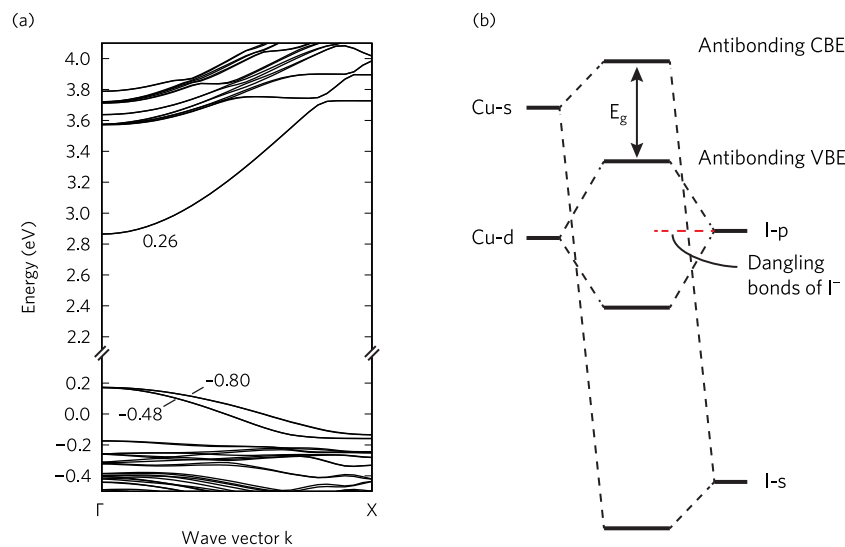 (a)
4.0
3.8
3.6
3.4
3.2
3.0
2.8
2.6
2.4
2.2
0.2
0.0
−0.2
−0.4
Energy (eV)
0.26
−0.80
−0.48
Γ
X
Wave vector k
(b)
Antibonding CBE
Cu-s
E_g
Antibonding VBE
Cu-d
I-p
Dangling
bonds of I⁻
I-s